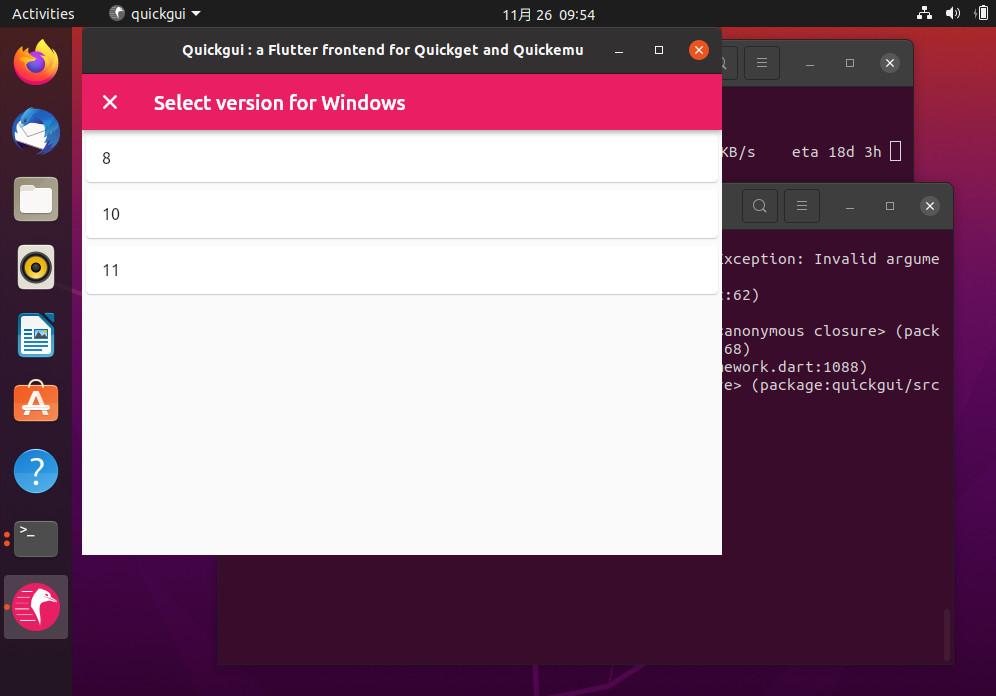 Activities
quickgui
11月 26 09:54
Quickgui : a Flutter frontend for Quickget and Quickemu
Select version for Windows
8
10
11
KB/s eta 18d 3h
xception: Invalid argume
:62)
anonymous closure> (pack
68)
ework.dart:1088)
e> (package:quickgui/src